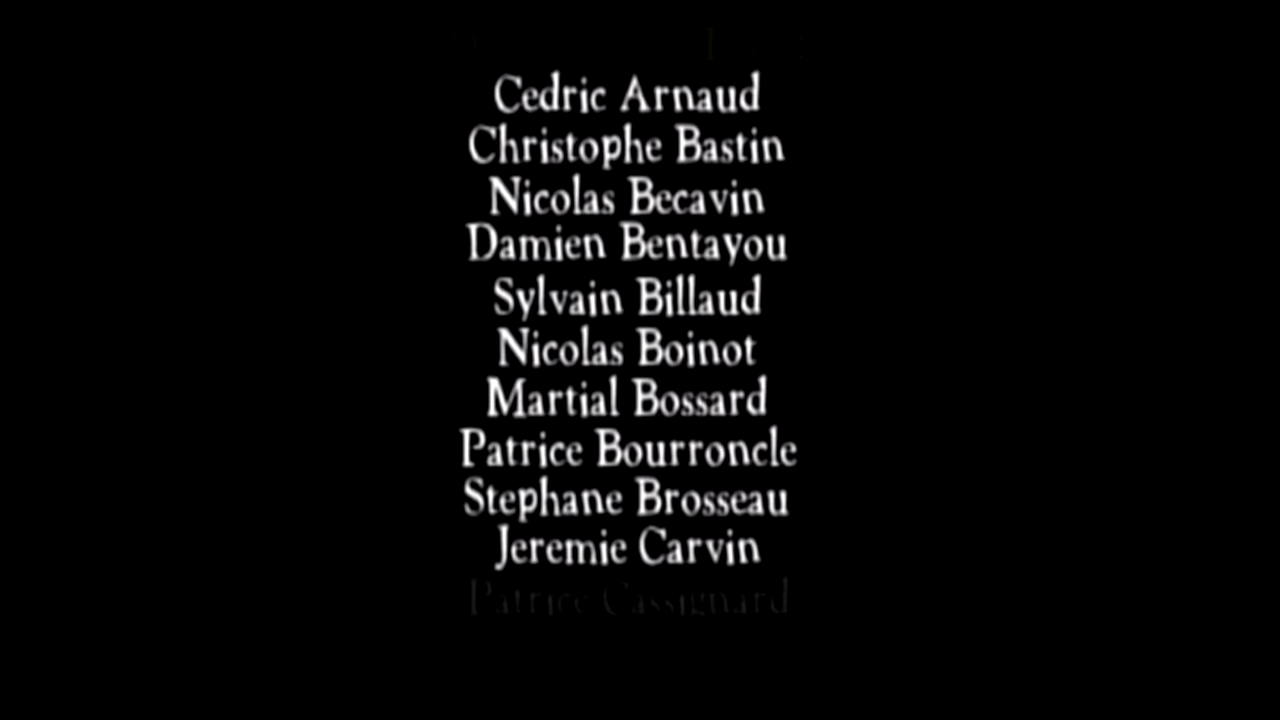 Cedric Arnaud
Christophe Bastin
Nicolas Becavin
Damien Bentayou
Sylvain Billaud
Nicolas Boinot
Martial Bossard
Patrice Bourroncle
Stephane Brosseau
Jeremie Carvin
Patrice Cassignard